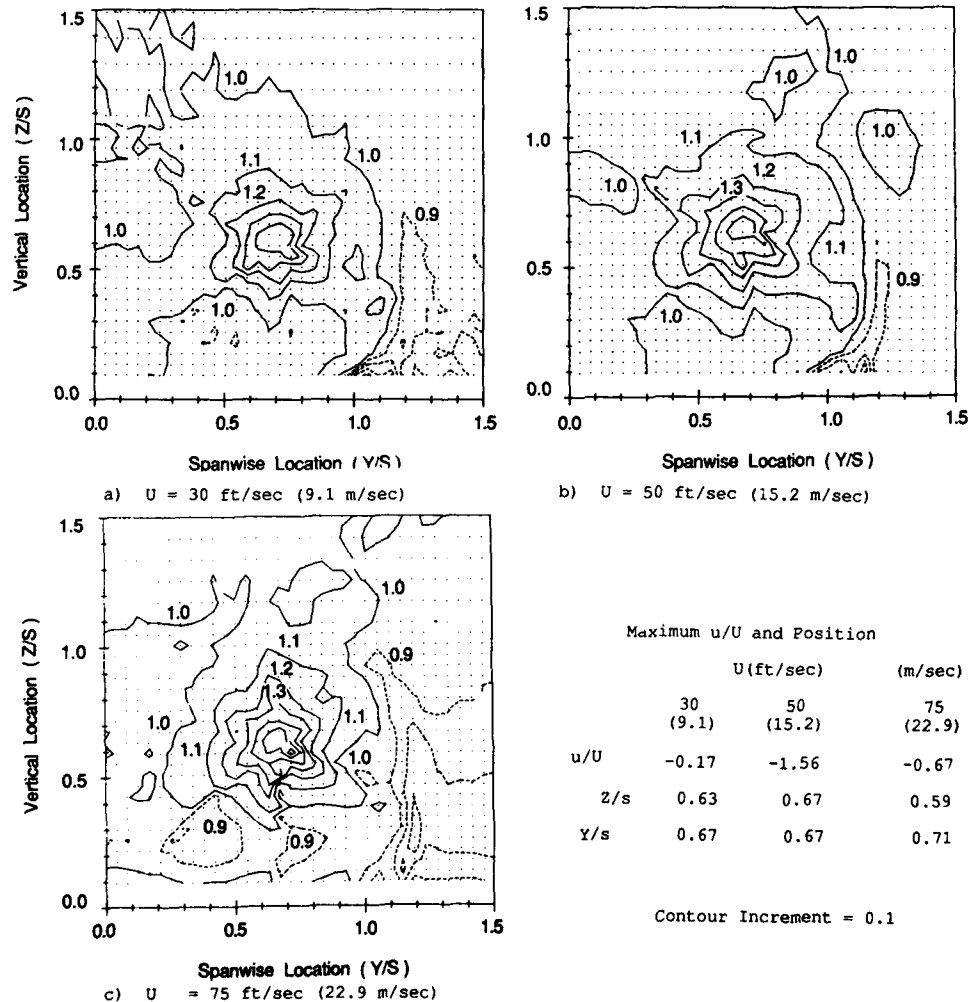 1.5
1.0
0.5
0.0
Vertical Location (Z/S)
1.0
1.1
1.0
1.2
1.0
0.9
1.0
0.0 0.5 1.0 1.5
Spanwise Location (Y/S)
a) U = 30 ft/sec (9.1 m/sec)
1.5
1.0
0.5
0.0
1.0
1.1
1.0
1.2
1.0
1.3
1.1
0.9
1.0
0.0 0.5 1.0 1.5
Spanwise Location (Y/S)
b) U = 50 ft/sec (15.2 m/sec)
1.5
1.0
0.5
0.0
Vertical Location (Z/S)
1.0
1.0
1.1
0.9
1.2
1.3
1.0
1.1
1.1
1.0
0.9
0.9
0.0 0.5 1.0 1.5
Spanwise Location (Y/S)
c) U = 75 ft/sec (22.9 m/sec)
Maximum u/U and Position
U(ft/sec) (m/sec)
30 50 75
(9.1) (15.2) (22.9)
u/U -0.17 -1.56 -0.67
Z/s 0.63 0.67 0.59
Y/s 0.67 0.67 0.71
Contour Increment = 0.1